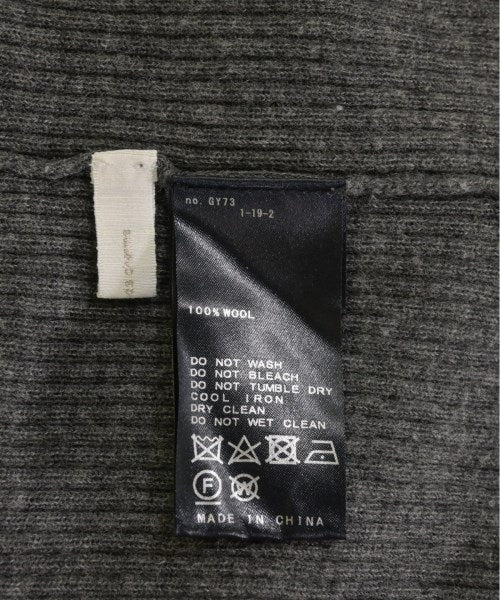 no. GY73
1-19-2
100% WOOL
DO NOT WASH
DO NOT BLEACH
DO NOT TUMBLE DRY
COOL IRON
DRY CLEAN
DO NOT WET CLEAN
F
W
MADE IN CHINA